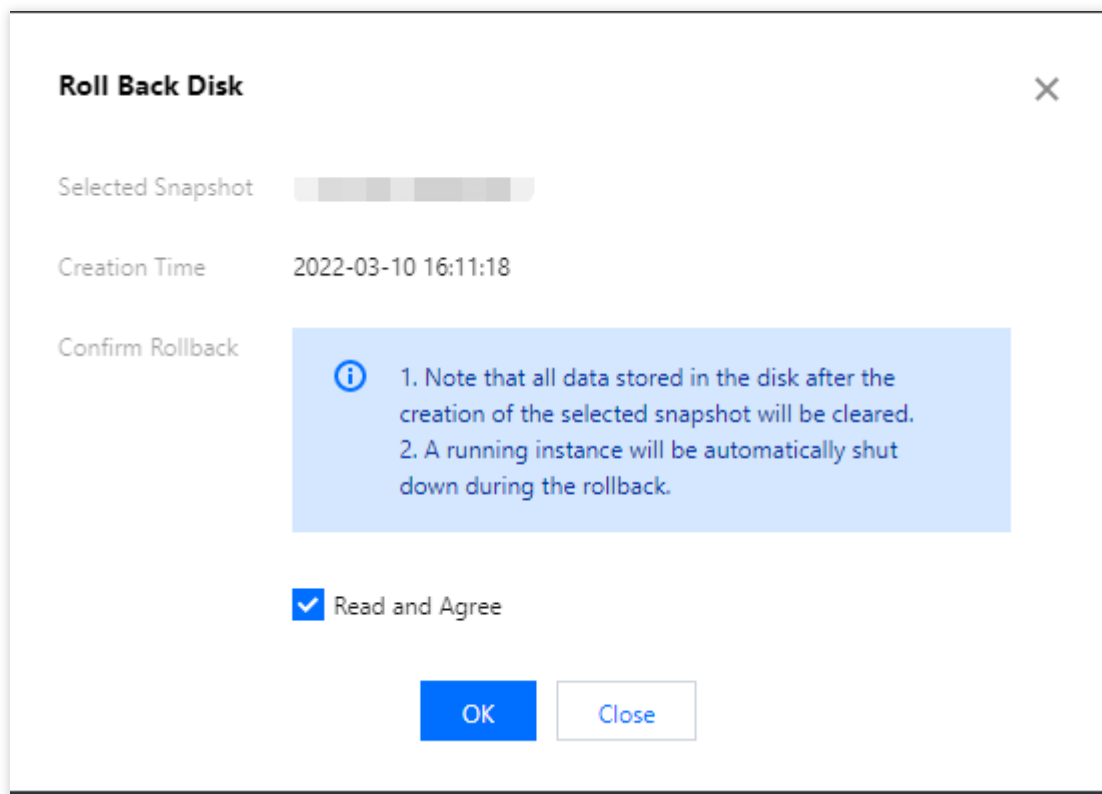 Roll Back Disk
Selected Snapshot
Creation Time 2022-03-10 16:11:18
Confirm Rollback
1. Note that all data stored in the disk after the
creation of the selected snapshot will be cleared.
2. A running instance will be automatically shut
down during the rollback.
Read and Agree
OK Close